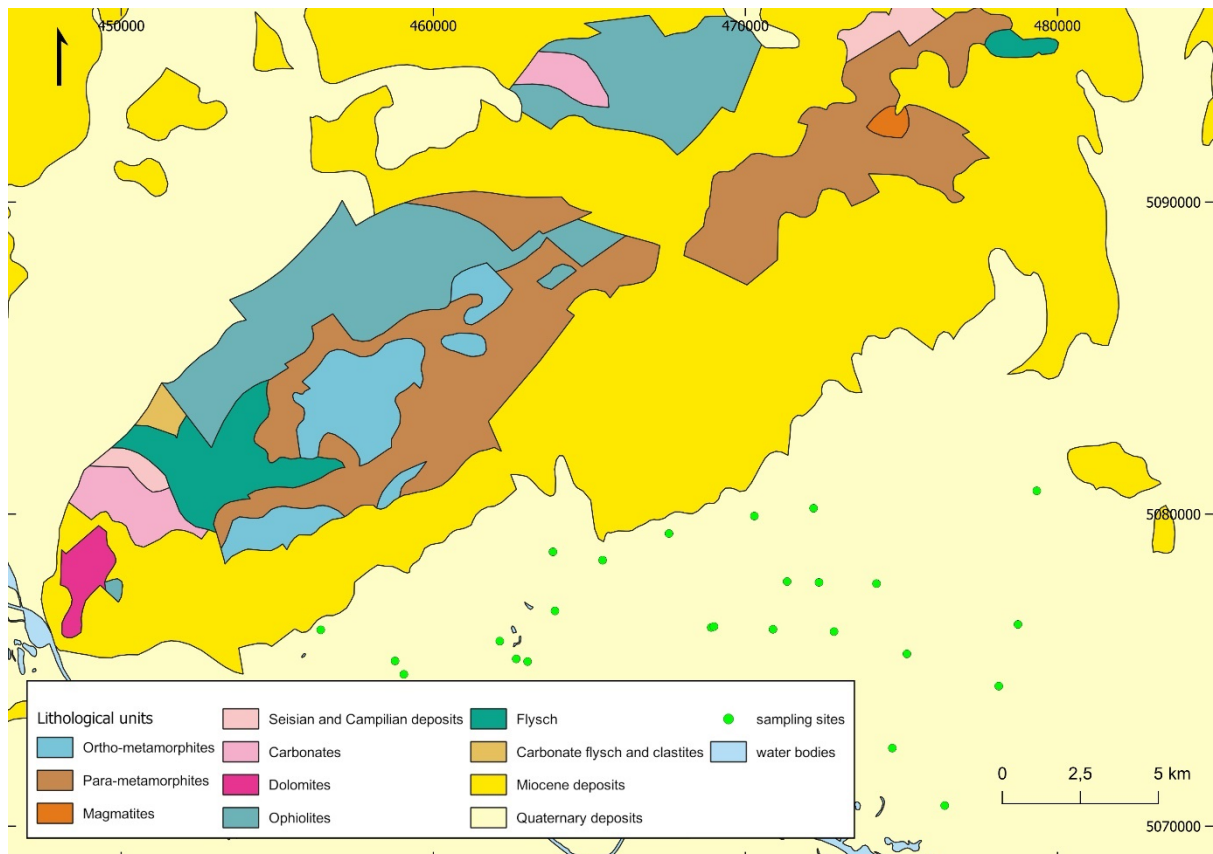 450000 460000 470000 480000
5090000
5080000
5070000
Lithological units
Ortho-metamorphites
Para-metamorphites
Magmatites
Seisian and Campilian deposits
Carbonates
Dolomites
Ophiolites
Flysch
Carbonate flysch and clastites
Miocene deposits
Quaternary deposits
sampling sites
water bodies
0 2,5 5 km